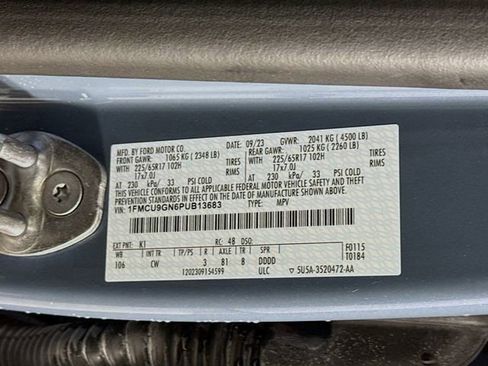 MFD. BY FORD MOTOR CO. 09/23 GVWR: 2041 KG ( 4500 LB)
FRONT GAWR: 1065 KG ( 2348 LB) REAR GAWR: 1025 KG ( 2260 LB)
225/65R17 102H TIRES 225/65R17 102H TIRES
17x7.0J RIMS 17x7.0J RIMS
AT 230 kPa/ 33 PSI COLD AT 230 kPa/ 33 PSI COLD
THIS VEHICLE CONFORMS TO ALL APPLICABLE FEDERAL MOTOR VEHICLE SAFETY AND BUMPER STANDARDS AND THEFT
PREVENTION STANDARDS IN EFFECT ON THE DATE OF MANUFACTURE SHOWN ABOVE.
VIN: 1FMCU9GN6PUB13683 TYPE: MPV
EXT PNT: K1 RC: 48 DSO: F0115
WB TR INT TP/PS R AXLE TR SPR T0184
106 CW 3 81 8 DDDD
1202309154599 ULC 5U5A-3520472-AA